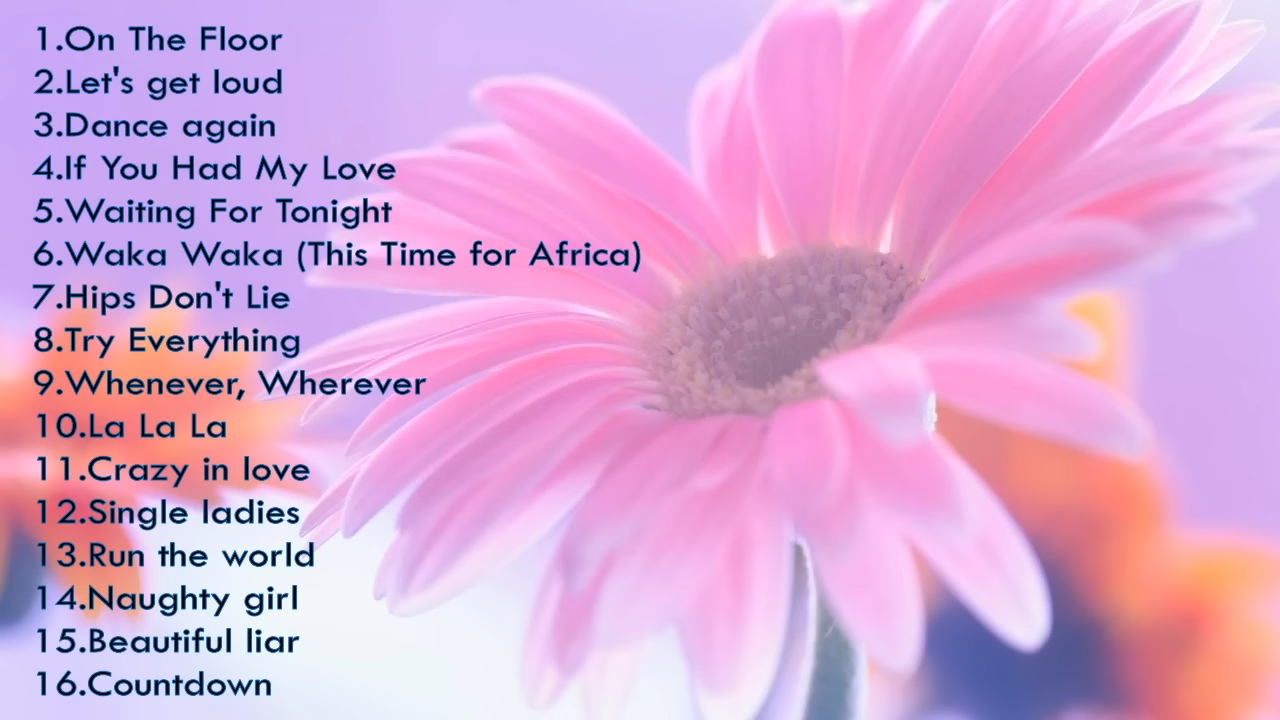 1.On The Floor
2.Let's get loud
3.Dance again
4.If You Had My Love
5.Waiting For Tonight
6.Waka Waka (This Time for Africa)
7.Hips Don't Lie
8.Try Everything
9.Whenever, Wherever
10.La La La
11.Crazy in love
12.Single ladies
13.Run the world
14.Naughty girl
15.Beautiful liar
16.Countdown